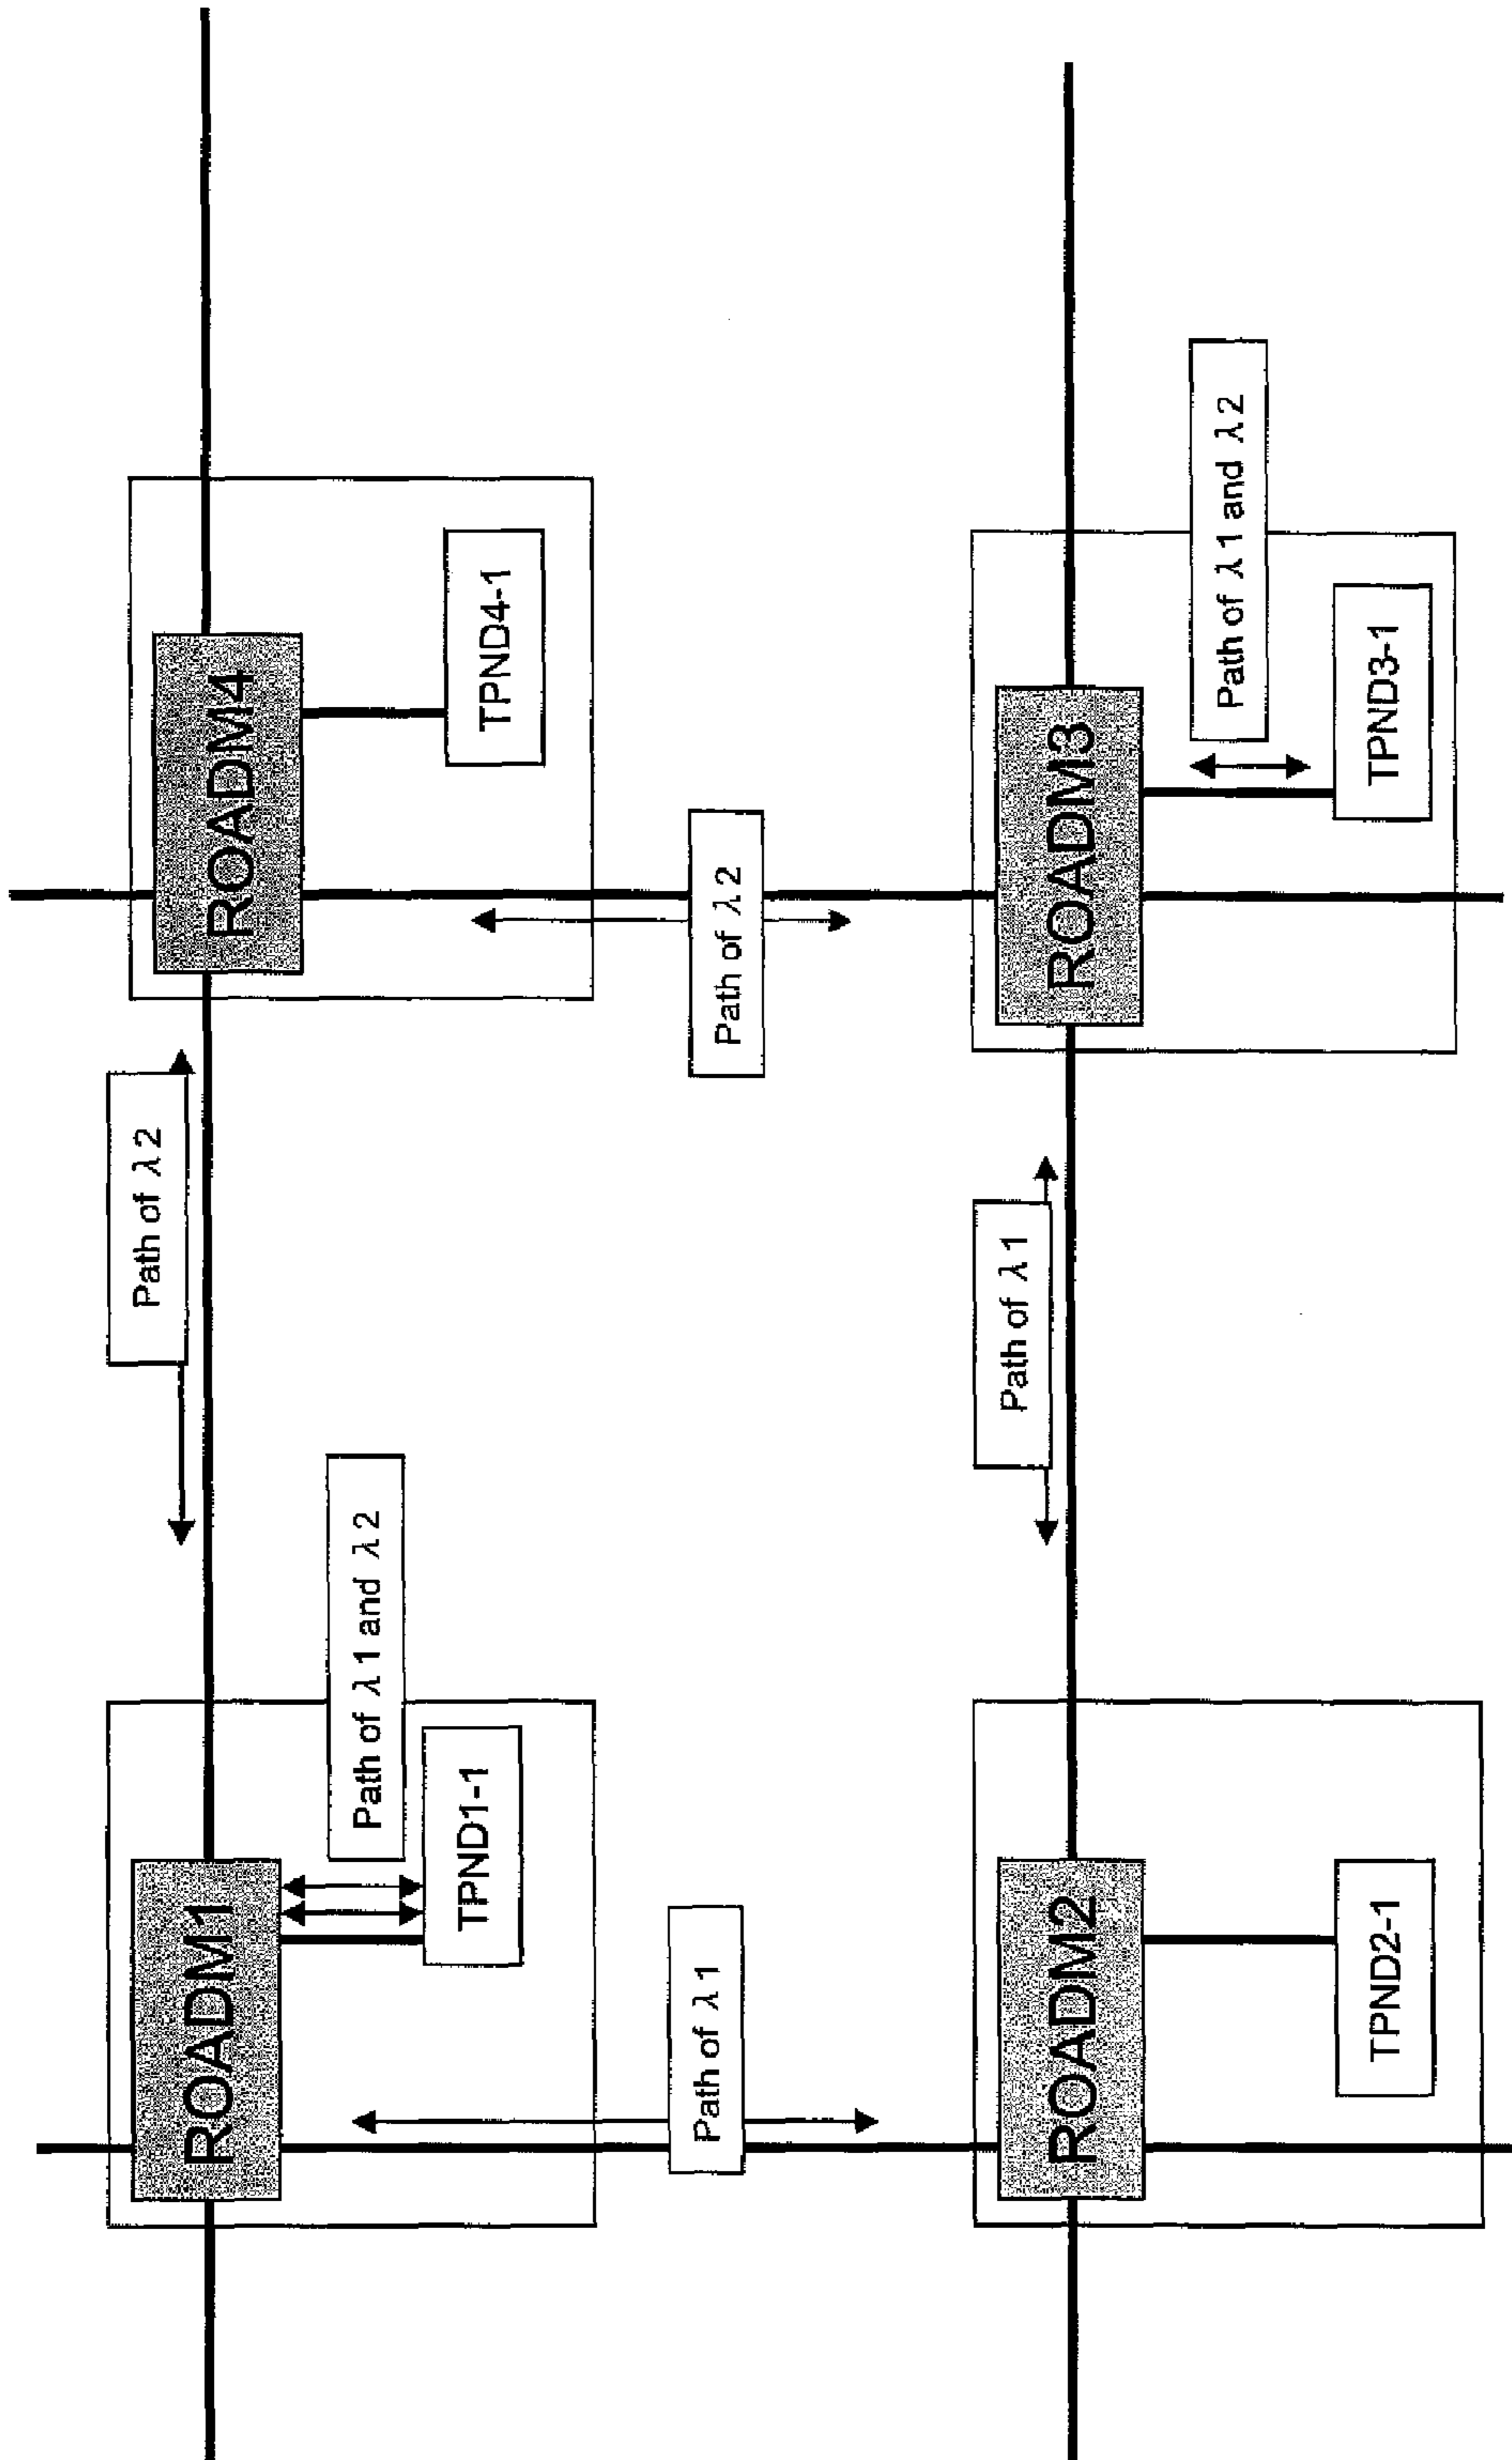 ROADM1
TPND1-1
Path of λ1 and λ2
Path of λ2
ROADM4
TPND4-1
Path of λ1
Path of λ2
ROADM2
TPND2-1
Path of λ1
ROADM3
TPND3-1
Path of λ1 and λ2